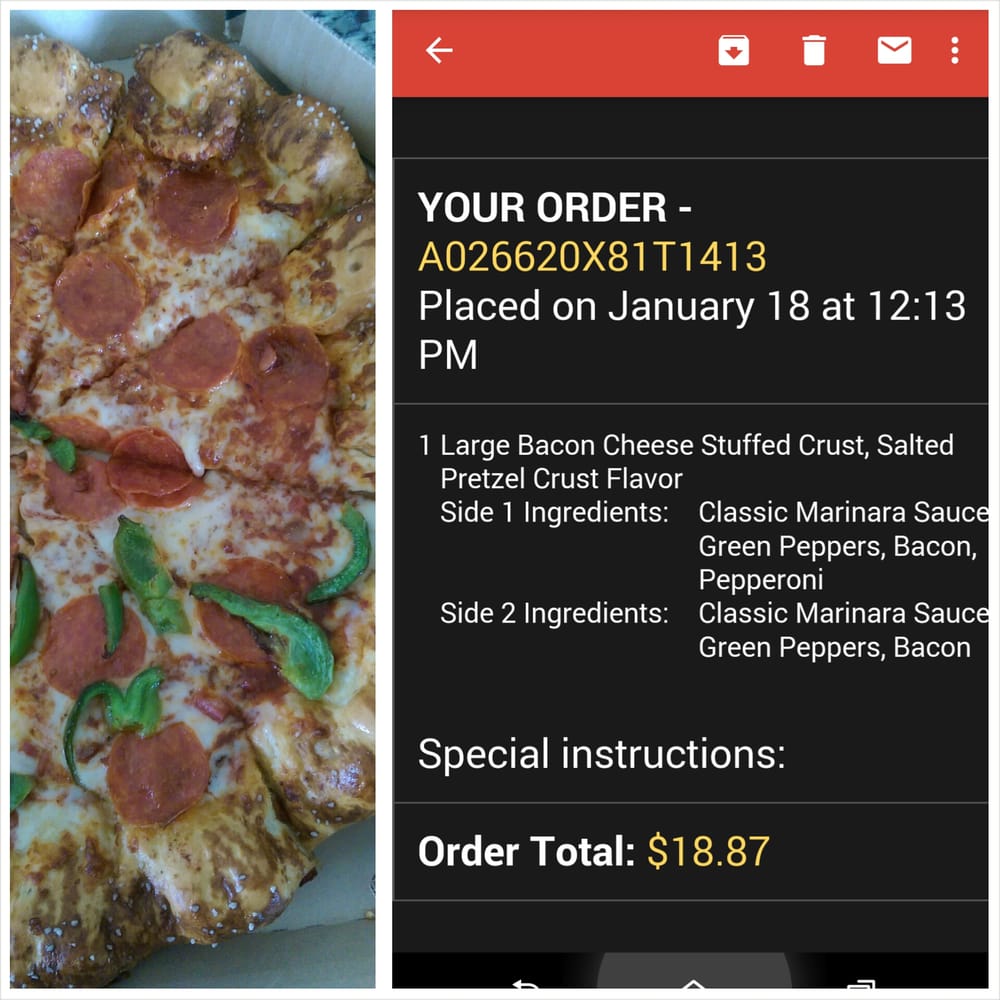 YOUR ORDER -
A026620X81T1413
Placed on January 18 at 12:13
PM
1 Large Bacon Cheese Stuffed Crust, Salted
Pretzel Crust Flavor
Side 1 Ingredients: Classic Marinara Sauce
Green Peppers, Bacon,
Pepperoni
Side 2 Ingredients: Classic Marinara Sauce
Green Peppers, Bacon
Special instructions:
Order Total: $18.87